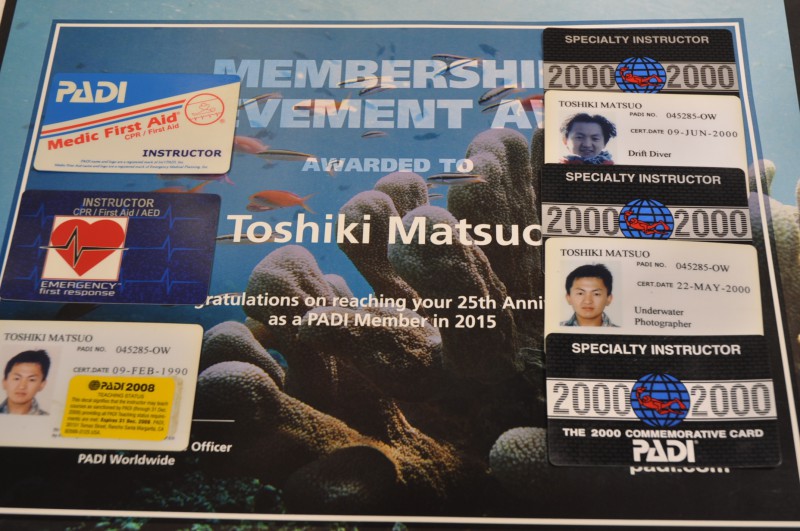 MEMBERSHI
EVEMENT A
AWARDED TO
Toshiki Matsuo
ratulations on reaching your 25th Anni
as a PADI Member in 2015
Officer
PADI Worldwide
padi.com
PADI
Medic First Aid®
CPR / First Aid
INSTRUCTOR
INSTRUCTOR
CPR / First Aid / AED
EMERGENCY
first response
TOSHIKI MATSUO
PADI NO. 045285-OW
CERT.DATE 09-FEB-1990
PADI 2008
TEACHING STATUS
SPECIALTY INSTRUCTOR
2000 2000
TOSHIKI MATSUO
PADI NO. 045285-OW
CERT.DATE 09-JUN-2000
Drift Diver
SPECIALTY INSTRUCTOR
2000 2000
TOSHIKI MATSUO
PADI NO. 045285-OW
CERT.DATE 22-MAY-2000
Underwater
Photographer
SPECIALTY INSTRUCTOR
2000 2000
THE 2000 COMMEMORATIVE CARD
PADI